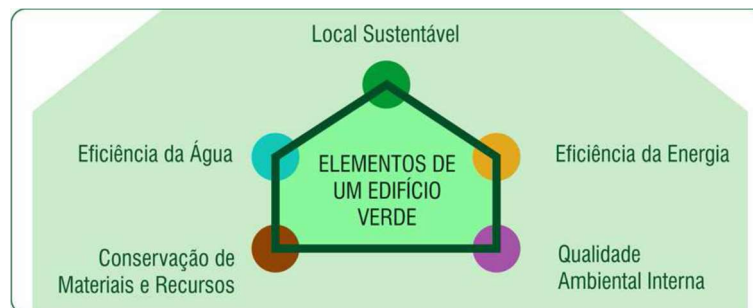 Local Sustentável
Eficiência da Água
ELEMENTOS DE
UM EDIFÍCIO
VERDE
Eficiência da Energia
Conservação de
Materiais e Recursos
Qualidade
Ambiental Interna